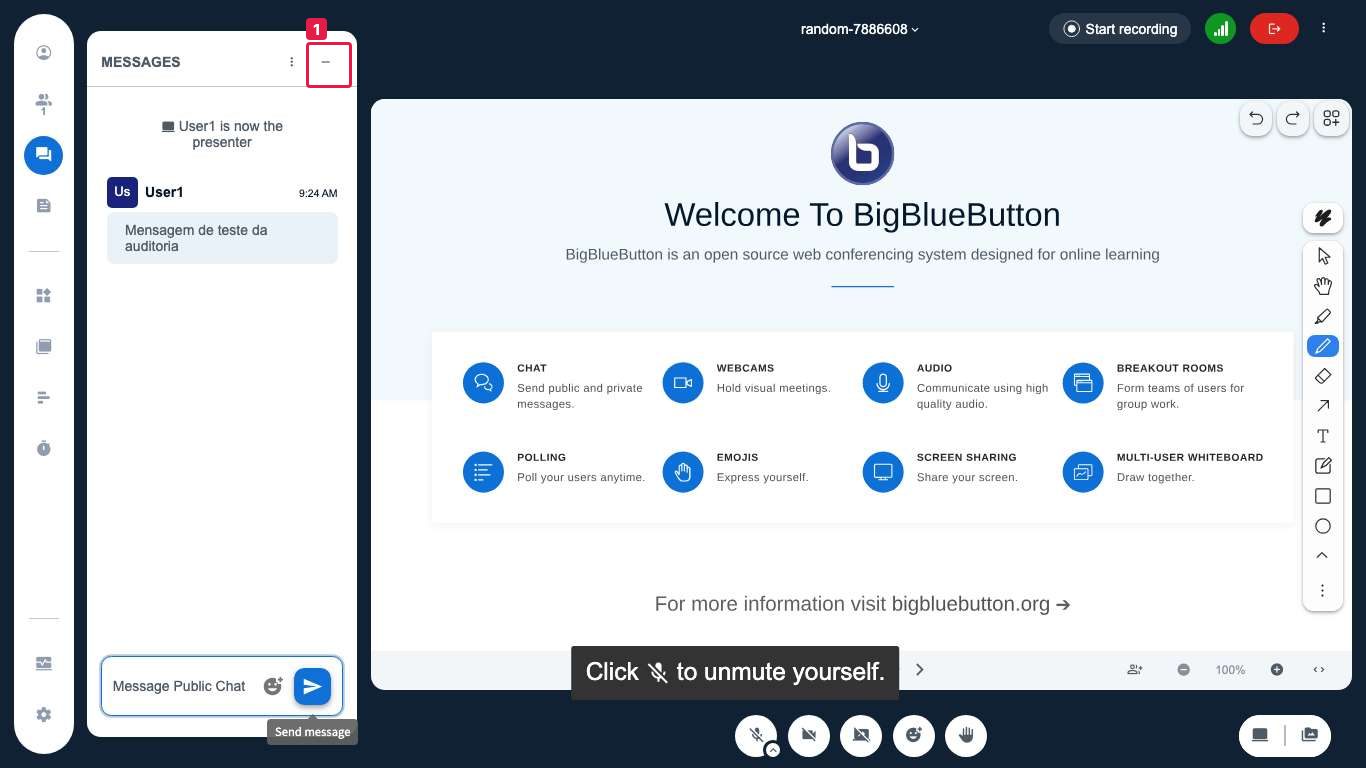 1
random-7886608
Start recording
MESSAGES
1
User1 is now the
presenter
Us
User1
9:24 AM
Mensagem de teste da
auditoria
Message Public Chat
Send message
Welcome To BigBlueButton
BigBlueButton is an open source web conferencing system designed for online learning
CHAT
Send public and private
messages.
WEBCAMS
Hold visual meetings.
AUDIO
Communicate using high
quality audio.
BREAKOUT ROOMS
Form teams of users for
group work.
POLLING
Poll your users anytime.
EMOJIS
Express yourself.
SCREEN SHARING
Share your screen.
MULTI-USER WHITEBOARD
Draw together.
For more information visit bigbluebutton.org →
Click to unmute yourself.
100%